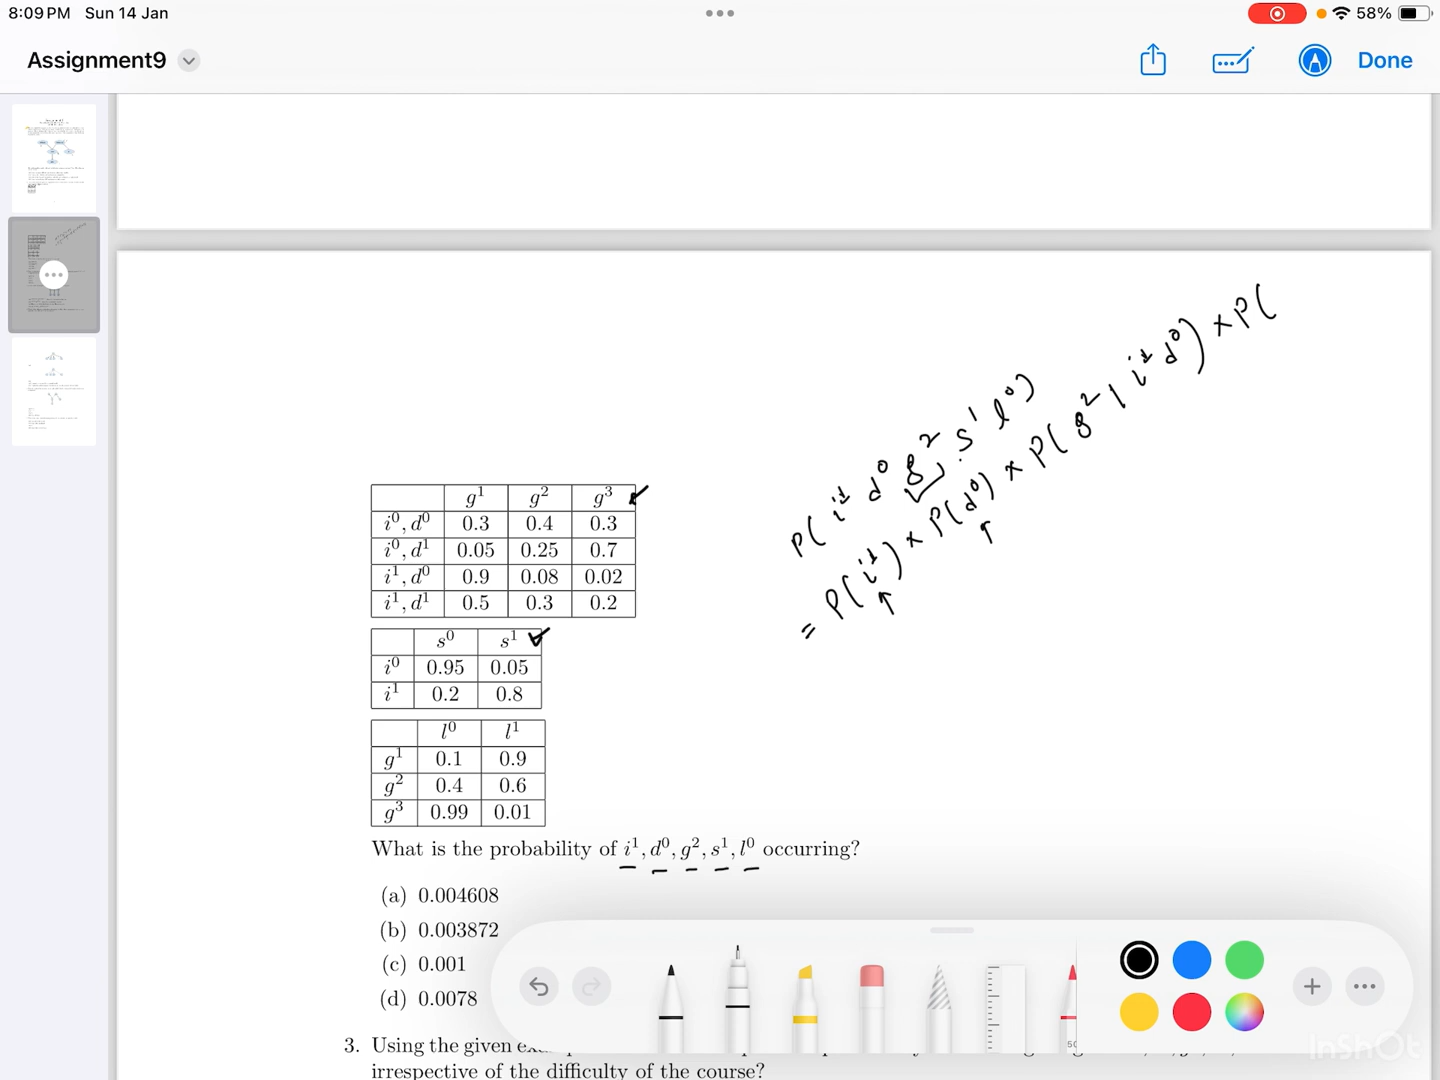 8:09 PM Sun 14 Jan
58%
Assignment9
Done
P( i¹ d⁰ g² s¹ l⁰)
= P(i¹) × P(d⁰) × P( g² | i¹ d⁰) × P(
g¹ g² g³
i⁰, d⁰ 0.3 0.4 0.3
i⁰, d¹ 0.05 0.25 0.7
i¹, d⁰ 0.9 0.08 0.02
i¹, d¹ 0.5 0.3 0.2
s⁰ s¹
i⁰ 0.95 0.05
i¹ 0.2 0.8
l⁰ l¹
g¹ 0.1 0.9
g² 0.4 0.6
g³ 0.99 0.01
What is the probability of i¹, d⁰, g², s¹, l⁰ occurring?
(a) 0.004608
(b) 0.003872
(c) 0.001
(d) 0.0078
3. Using the given
irrespective of the difficulty of the course?
50
InShOt